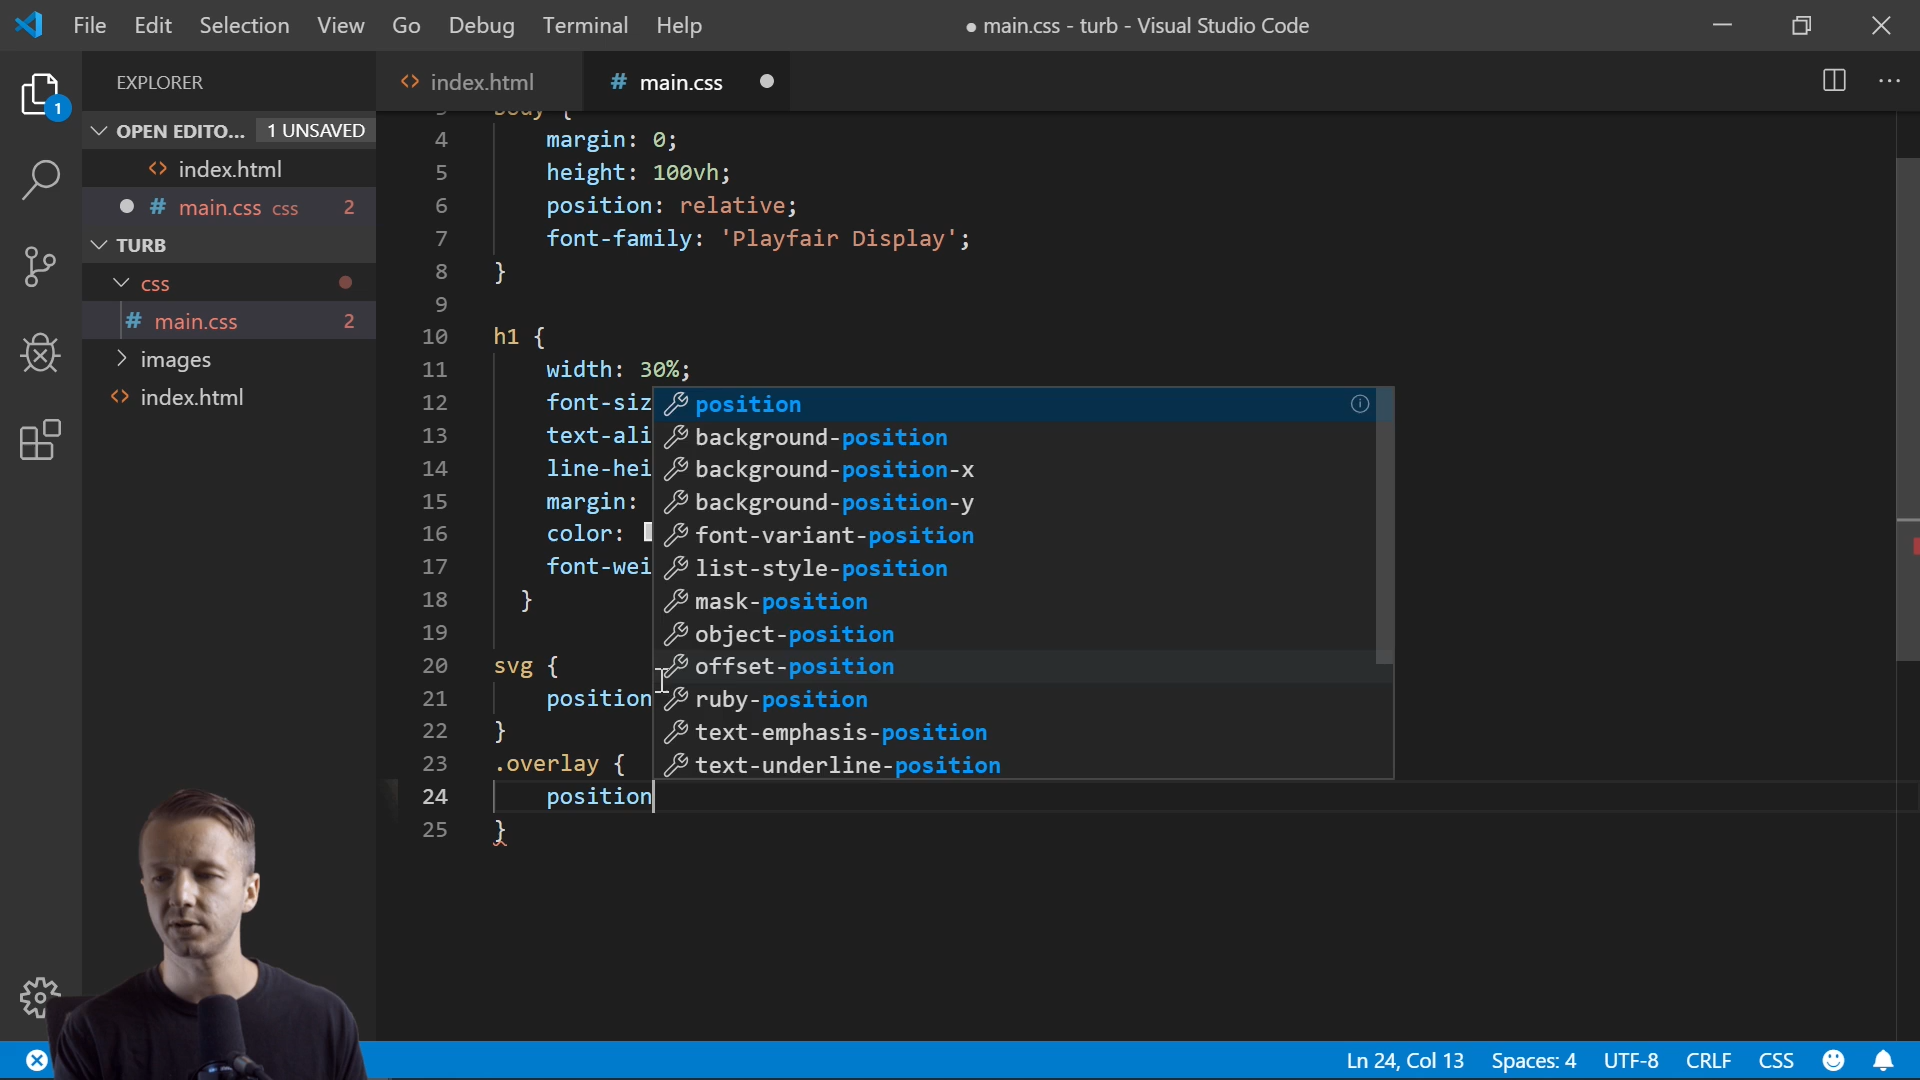 File Edit Selection View Go Debug Terminal Help
● main.css - turb - Visual Studio Code
EXPLORER
OPEN EDITO... 1 UNSAVED
index.html
# main.css css 2
TURB
css
# main.css 2
images
index.html
1
index.html
# main.css
4 margin: 0;
5 height: 100vh;
6 position: relative;
7 font-family: 'Playfair Display';
8 }
9
10 h1 {
11 width: 30%;
12 font-siz
13 text-ali
14 line-hei
15 margin:
16 color:
17 font-wei
18 }
19
20 svg {
21 position
22 }
23 .overlay {
24 position
25 }
position
background-position
background-position-x
background-position-y
font-variant-position
list-style-position
mask-position
object-position
offset-position
ruby-position
text-emphasis-position
text-underline-position
Ln 24, Col 13 Spaces: 4 UTF-8 CRLF CSS